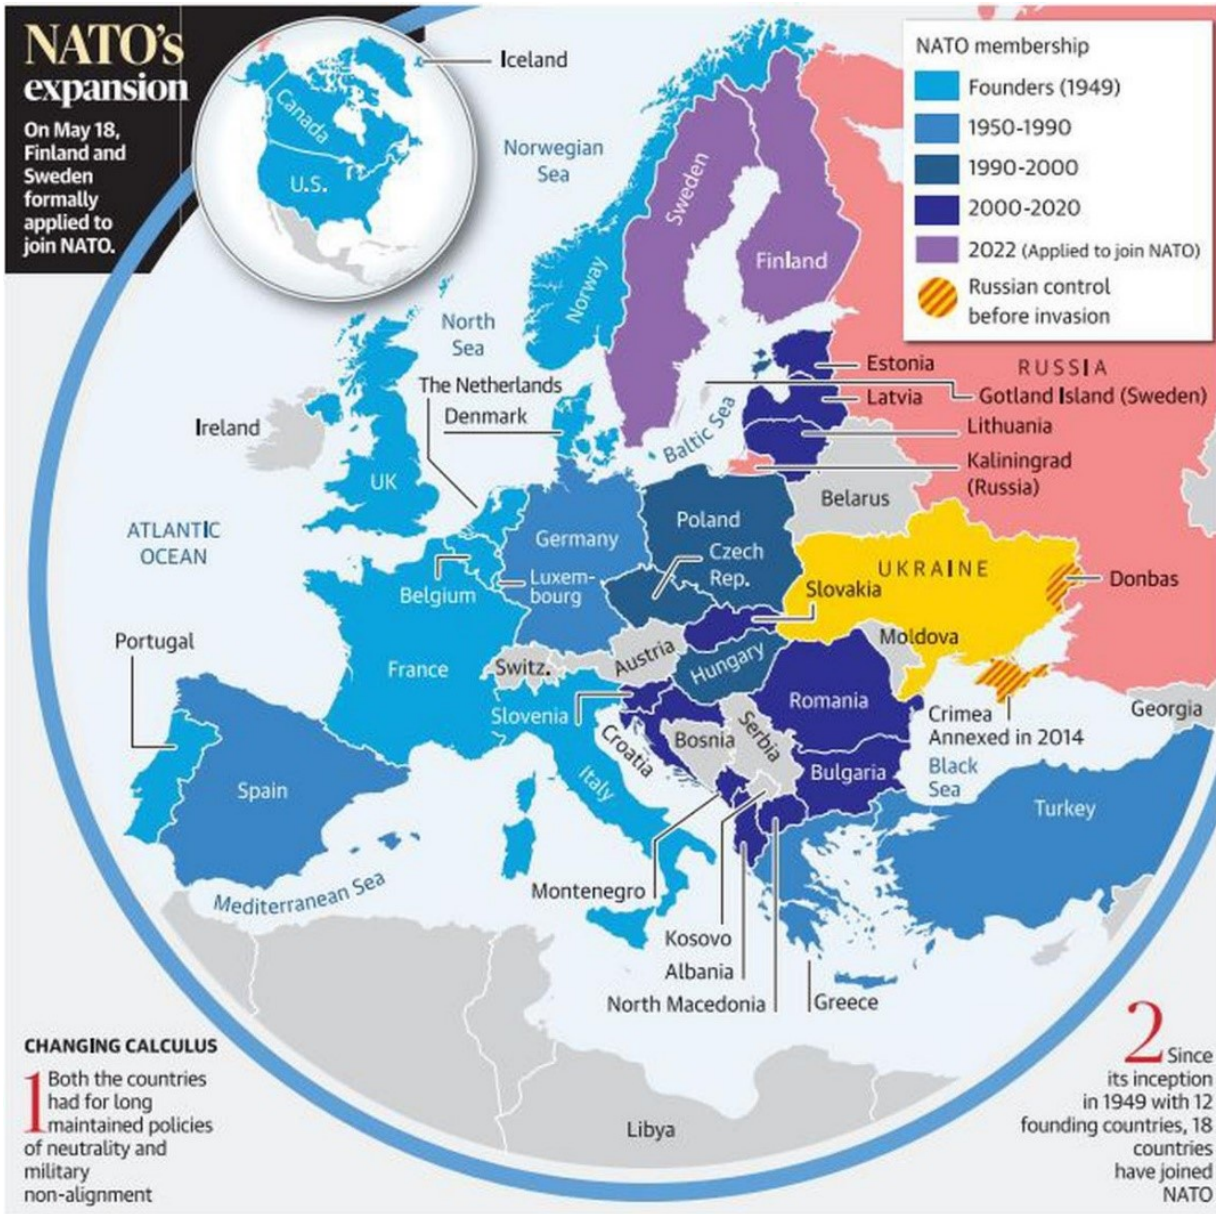 NATO's
expansion
On May 18,
Finland and
Sweden
formally
applied to
join NATO.
Canada
U.S.
Iceland
NATO membership
Founders (1949)
1950-1990
1990-2000
2000-2020
2022 (Applied to join NATO)
Russian control
before invasion
Norwegian
Sea
Sweden
Finland
Norway
North
Sea
The Netherlands
Denmark
Baltic Sea
Estonia
RUSSIA
Gotland Island (Sweden)
Latvia
Lithuania
Kaliningrad
(Russia)
Ireland
UK
ATLANTIC
OCEAN
Belarus
Poland
Germany
Czech
Rep.
UKRAINE
Donbas
Slovakia
Luxem-
bourg
Belgium
Moldova
Portugal
France
Switz.
Austria
Hungary
Romania
Slovenia
Croatia
Bosnia
Serbia
Crimea
Annexed in 2014
Georgia
Black
Sea
Bulgaria
Italy
Spain
Turkey
Mediterranean Sea
Montenegro
Kosovo
Albania
North Macedonia
Greece
Libya
CHANGING CALCULUS
1 Both the countries
had for long
maintained policies
of neutrality and
military
non-alignment
2 Since
its inception
in 1949 with 12
founding countries, 18
countries
have joined
NATO